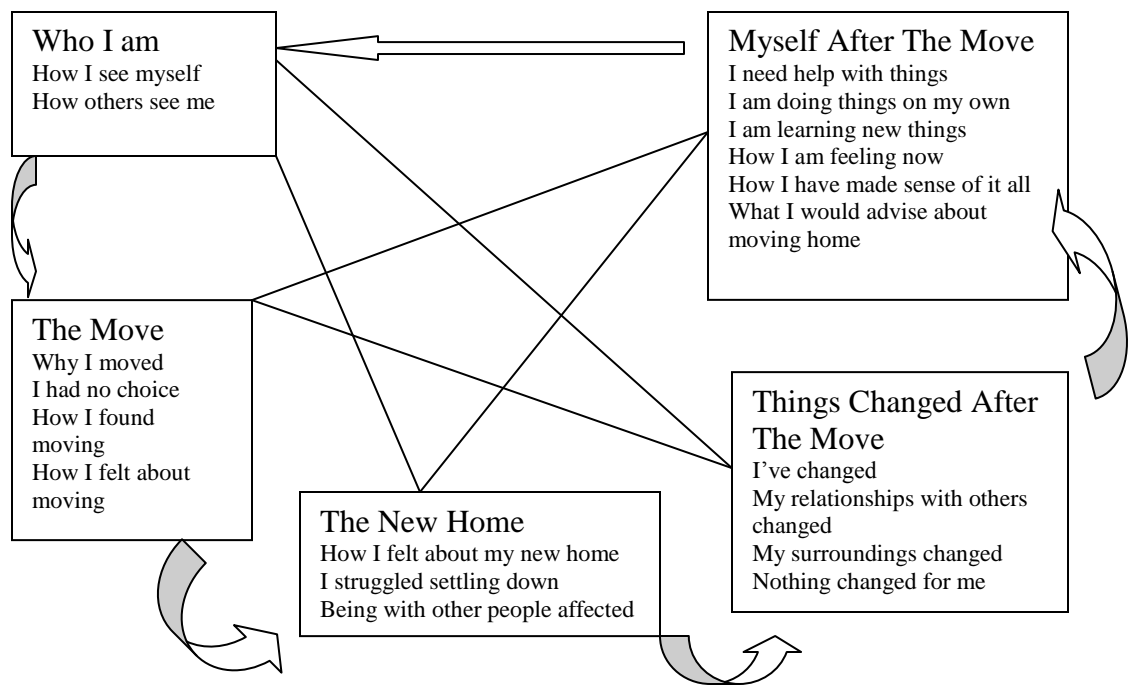 Who I am
How I see myself
How others see me
Myself After The Move
I need help with things
I am doing things on my own
I am learning new things
How I am feeling now
How I have made sense of it all
What I would advise about
moving home
The Move
Why I moved
I had no choice
How I found
moving
How I felt about
moving
The New Home
How I felt about my new home
I struggled settling down
Being with other people affected
Things Changed After
The Move
I've changed
My relationships with others
changed
My surroundings changed
Nothing changed for me